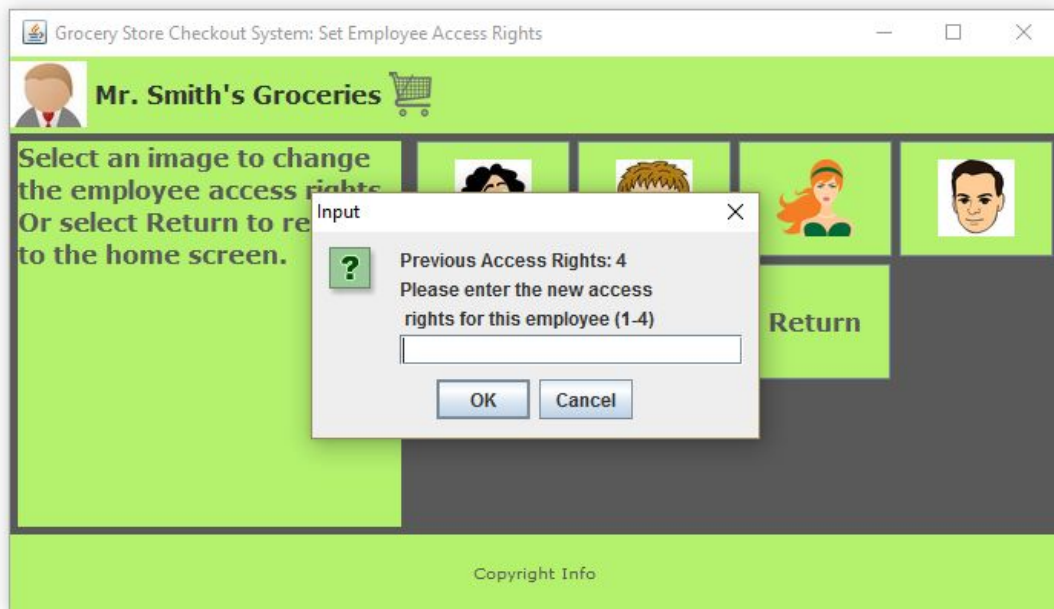 Grocery Store Checkout System: Set Employee Access Rights
Mr. Smith's Groceries
Select an image to change
the employee access rights
Or select Return to re
to the home screen.
Input
?
Previous Access Rights: 4
Please enter the new access
rights for this employee (1-4)
OK
Cancel
Return
Copyright Info